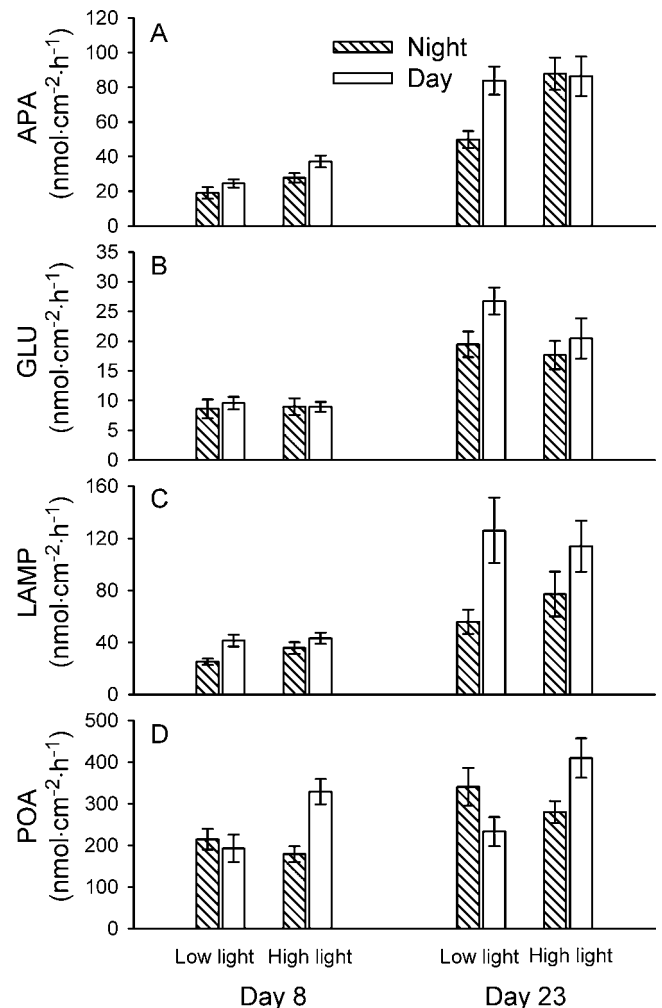 A
Night
Day
120
100
80
60
40
20
0
APA
(nmol·cm⁻²·h⁻¹)
B
35
30
25
20
15
10
5
0
GLU
(nmol·cm⁻²·h⁻¹)
C
160
120
80
40
0
LAMP
(nmol·cm⁻²·h⁻¹)
D
500
400
300
200
100
0
POA
(nmol·cm⁻²·h⁻¹)
Low light High light Low light High light
Day 8 Day 23